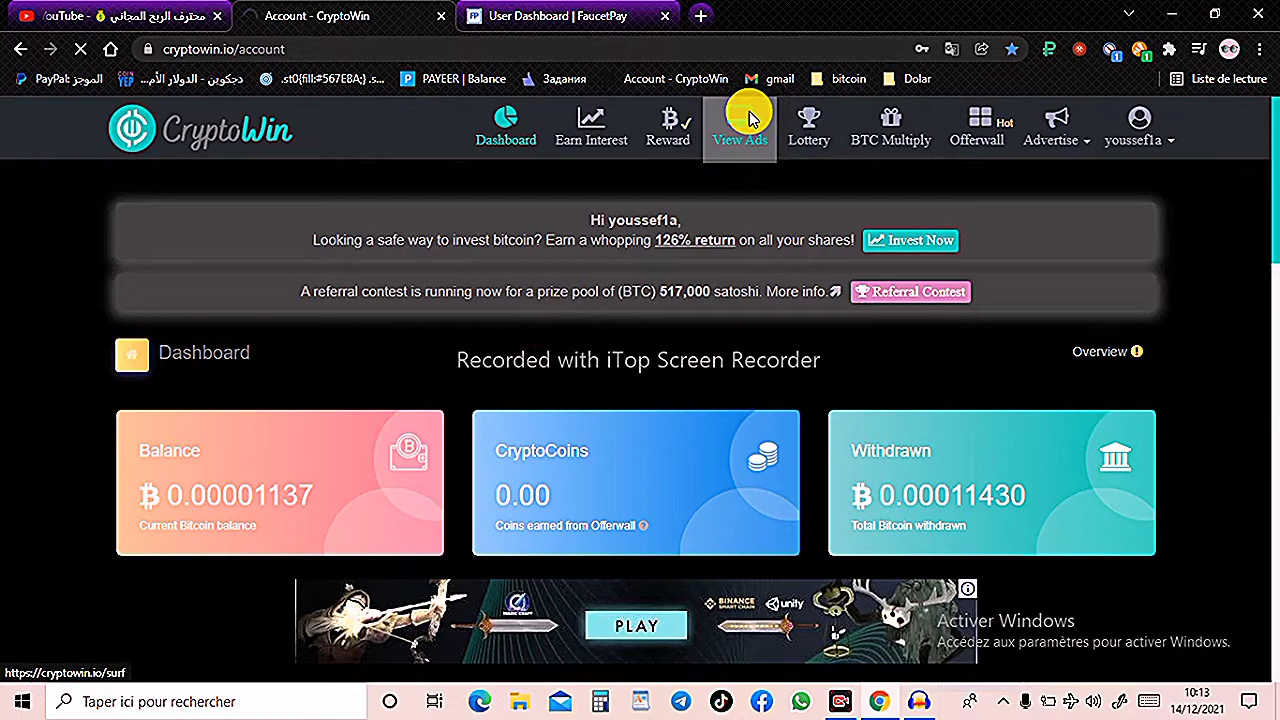 YouTube - 💰 محترف الربح المجاني
Account - CryptoWin
FP User Dashboard | FaucetPay
cryptowin.io/account
الموجز :PayPal
COIN YEP
دجكوين - الدولار الأم...
.st0{fill:#567E8A;} .s...
PAYEER | Balance
Задания
Account - CryptoWin
gmail
bitcoin
Dolar
Liste de lecture
CryptoWin
Dashboard
Earn Interest
Reward
View Ads
Lottery
BTC Multiply
Offerwall
Hot
Advertise
youssef1a
Hi youssef1a,
Looking a safe way to invest bitcoin? Earn a whopping 126% return on all your shares! Invest Now
A referral contest is running now for a prize pool of (BTC) 517,000 satoshi. More info. Referral Contest
Dashboard
Recorded with iTop Screen Recorder
Overview
Balance
₿ 0.00001137
Current Bitcoin balance
CryptoCoins
0.00
Coins earned from Offerwall
Withdrawn
₿ 0.00011430
Total Bitcoin withdrawn
PLAY
BINANCE SMART CHAIN
unity
Activer Windows
Accédez aux paramètres pour activer Windows.
https://cryptowin.io/surf
Taper ici pour rechercher
10:13
14/12/2021